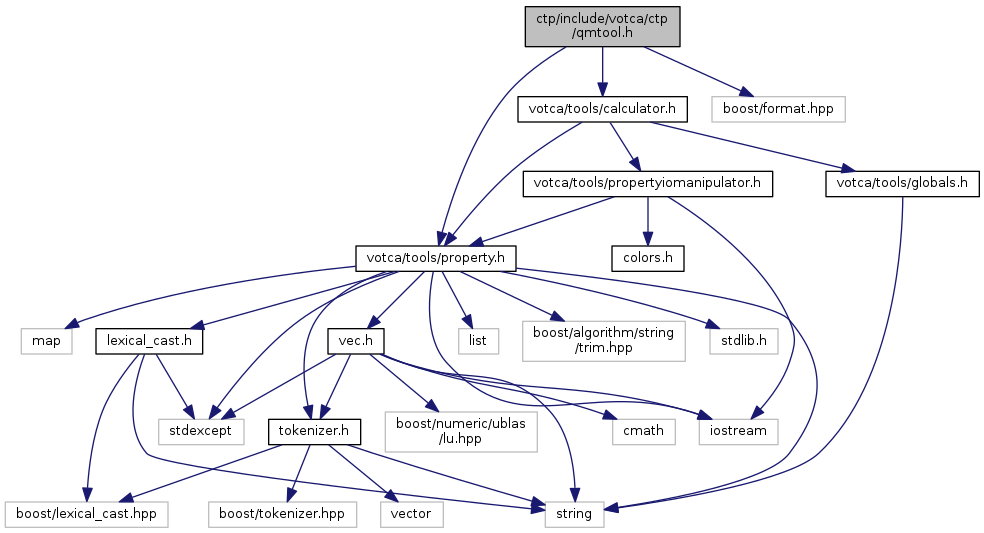 ctp/include/votca/ctp
/qmtool.h
votca/tools/calculator.h
boost/format.hpp
votca/tools/propertyiomanipulator.h
votca/tools/globals.h
votca/tools/property.h
colors.h
map
lexical_cast.h
vec.h
list
boost/algorithm/string
/trim.hpp
stdlib.h
stdexcept
tokenizer.h
boost/numeric/ublas
/lu.hpp
cmath
iostream
boost/lexical_cast.hpp
boost/tokenizer.hpp
vector
string